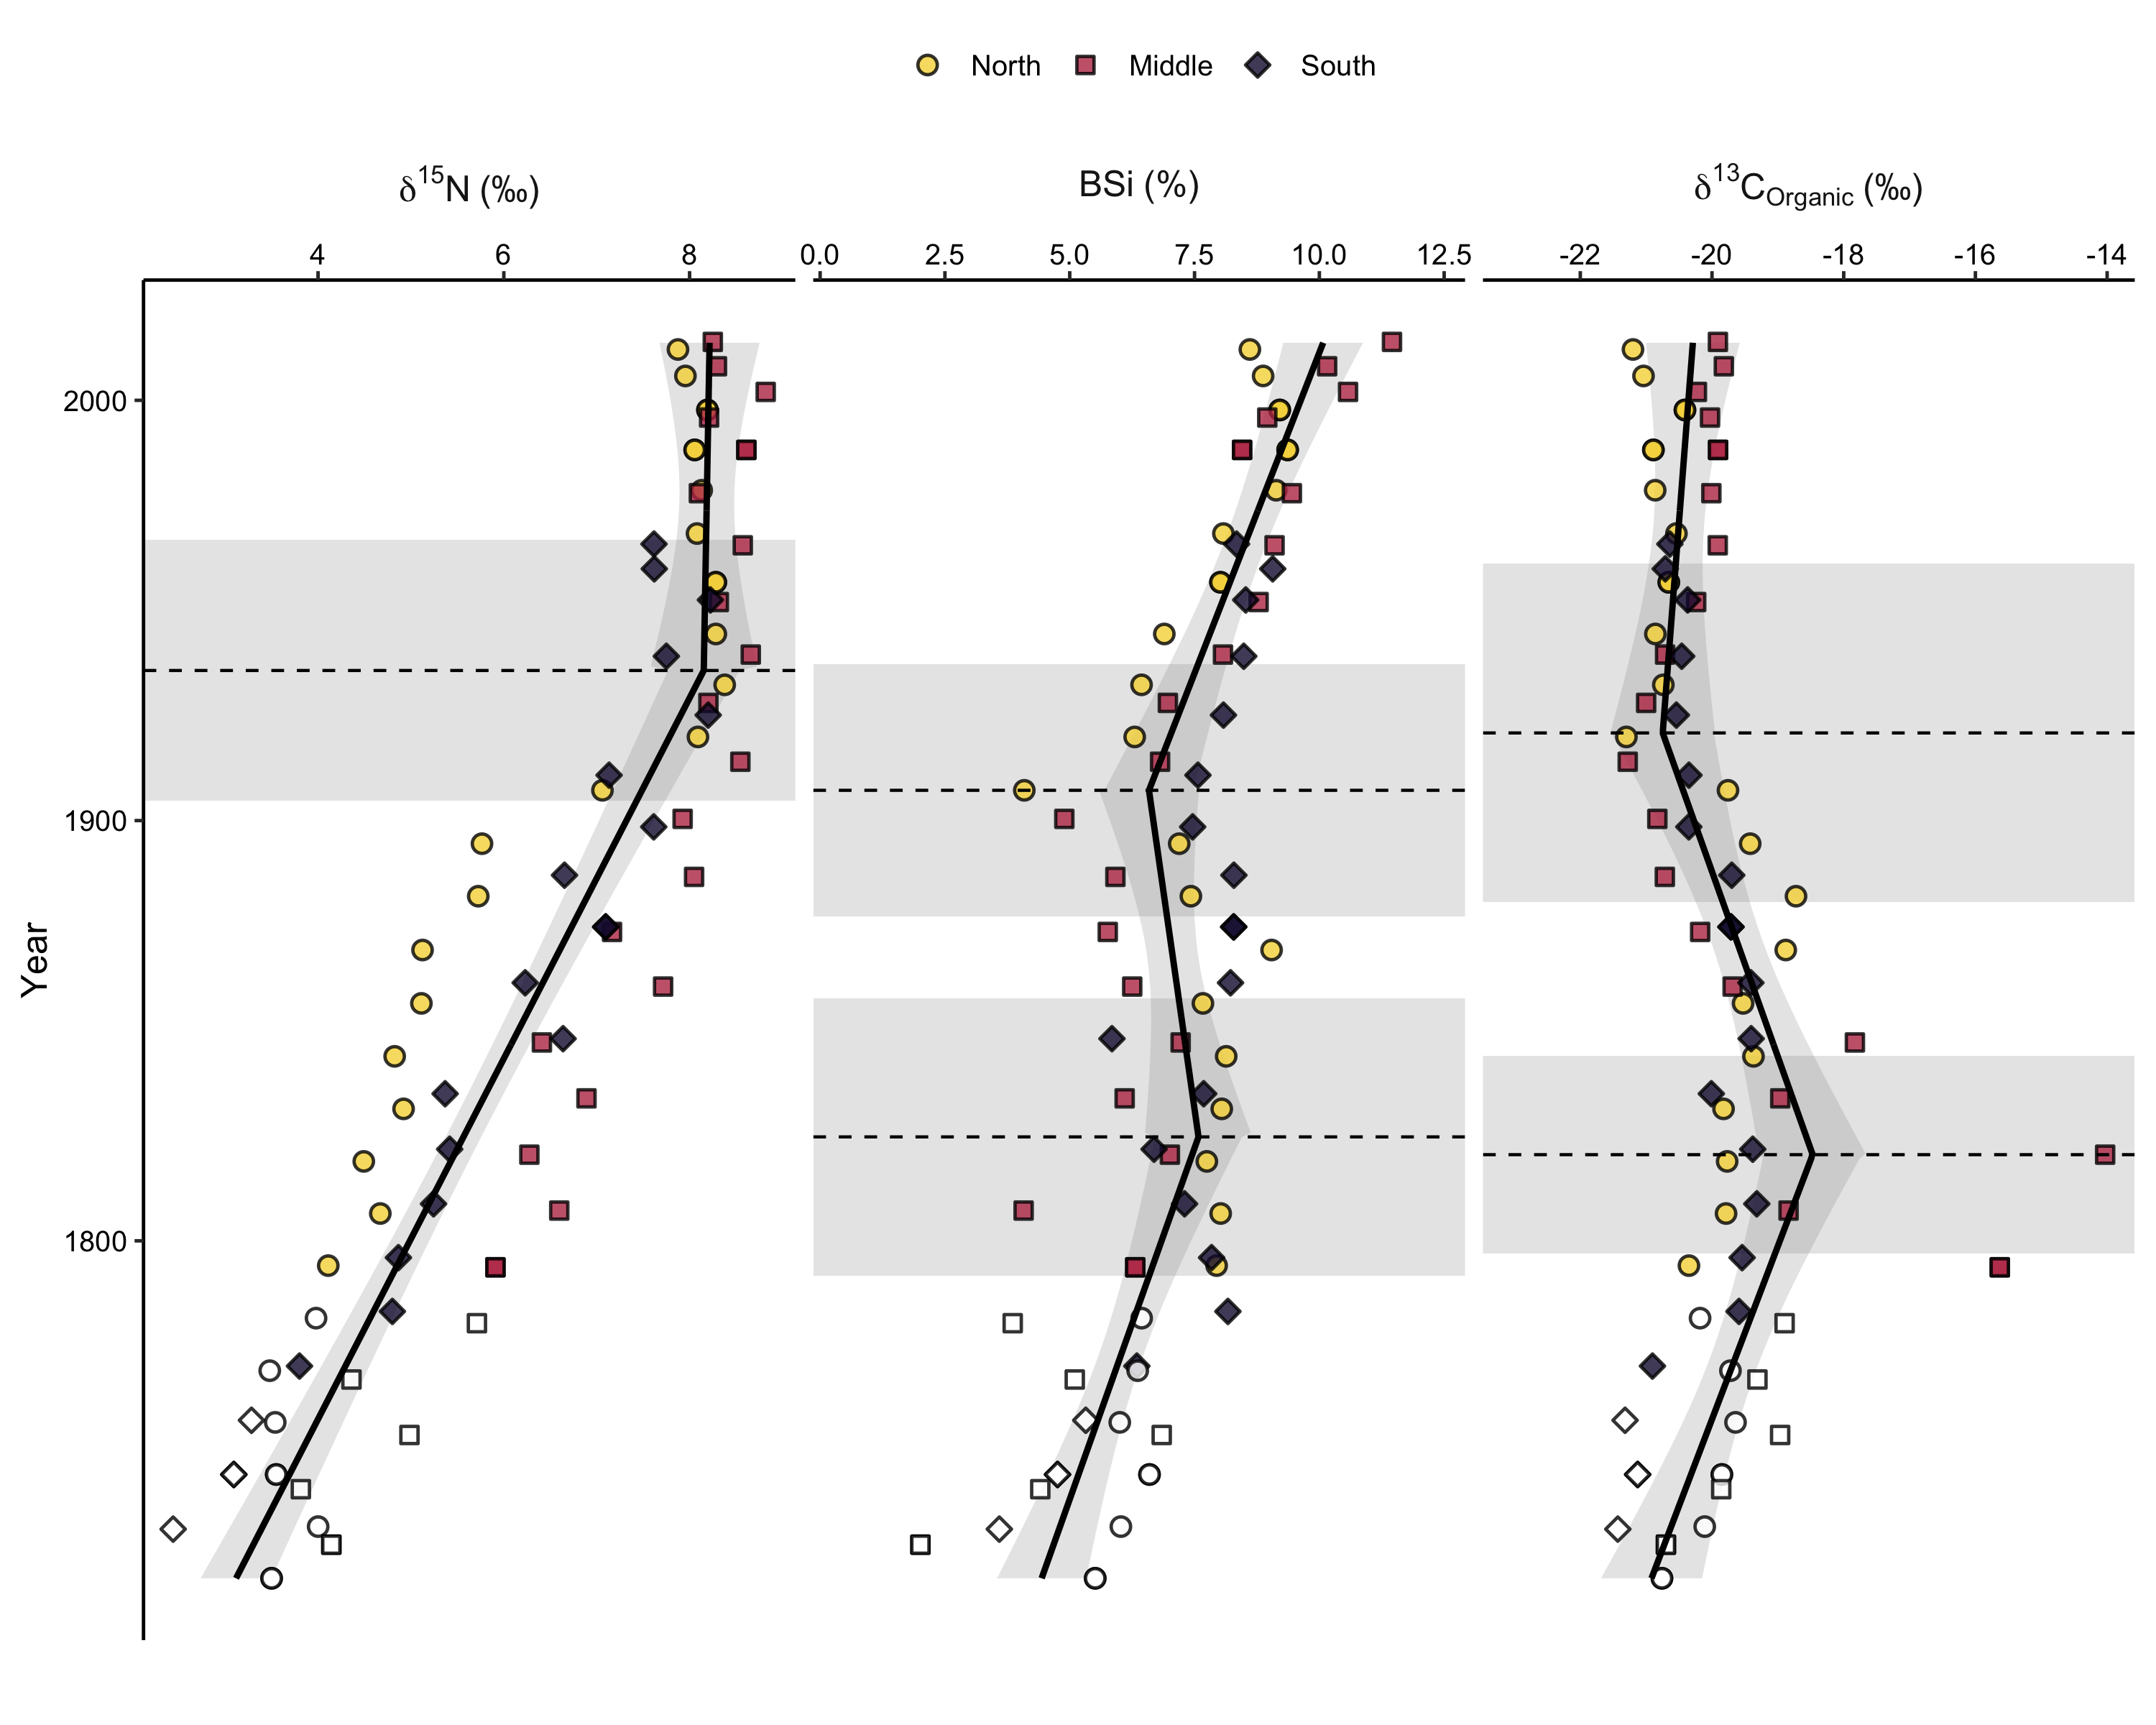 North Middle South
δ15N (‰) BSi (%) δ13COrganic (‰)
4 6 8 0.0 2.5 5.0 7.5 10.0 12.5 -22 -20 -18 -16 -14
2000
1900
Year
1800